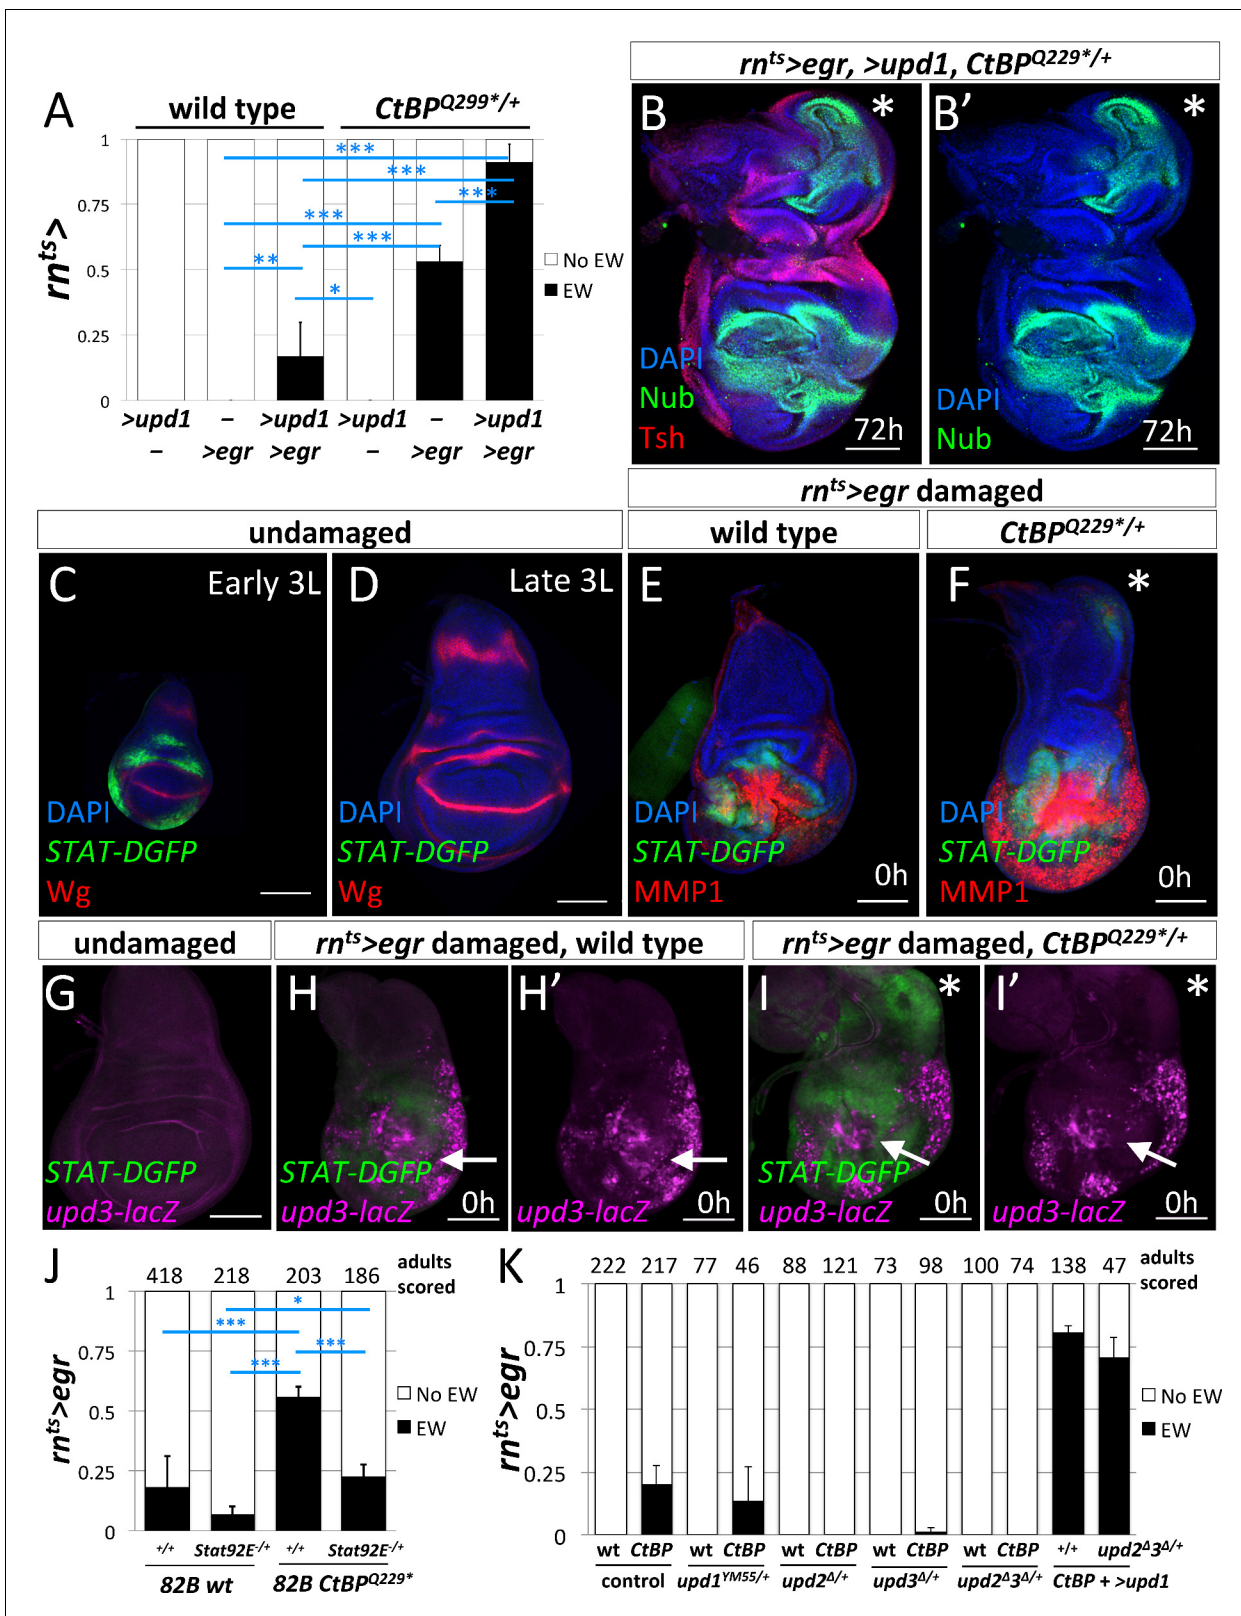 A
wild type
CtBPQ299*/+
rnts>
1
0.75
0.5
0.25
0
***
***
***
***
***
**
*
No EW
EW
>upd1 – >upd1 >upd1 – >upd1
– >egr >egr – >egr >egr
rnts>egr, >upd1, CtBPQ229*/+
B
*
DAPI
Nub
Tsh
72h
B′
*
DAPI
Nub
72h
rnts>egr damaged
undamaged
wild type
CtBPQ229*/+
C
Early 3L
DAPI
STAT-DGFP
Wg
D
Late 3L
DAPI
STAT-DGFP
Wg
E
DAPI
STAT-DGFP
MMP1
0h
F
*
DAPI
STAT-DGFP
MMP1
0h
undamaged
rnts>egr damaged, wild type
rnts>egr damaged, CtBPQ229*/+
G
STAT-DGFP
upd3-lacZ
H
STAT-DGFP
upd3-lacZ
0h
H′
upd3-lacZ
0h
I
*
STAT-DGFP
upd3-lacZ
0h
I′
*
upd3-lacZ
0h
J
418 218 203 186
adults
scored
rnts>egr
1
0.75
0.5
0.25
0
*
***
***
***
No EW
EW
+/+ Stat92E-/+ +/+ Stat92E-/+
82B wt 82B CtBPQ229*
K
222 217 77 46 88 121 73 98 100 74 138 47
adults
scored
rnts>egr
1
0.75
0.5
0.25
0
No EW
EW
wt CtBP wt CtBP wt CtBP wt CtBP wt CtBP +/+ upd2Δ3Δ/+
control upd1YM55/+ upd2Δ/+ upd3Δ/+ upd2Δ3Δ/+ CtBP + >upd1